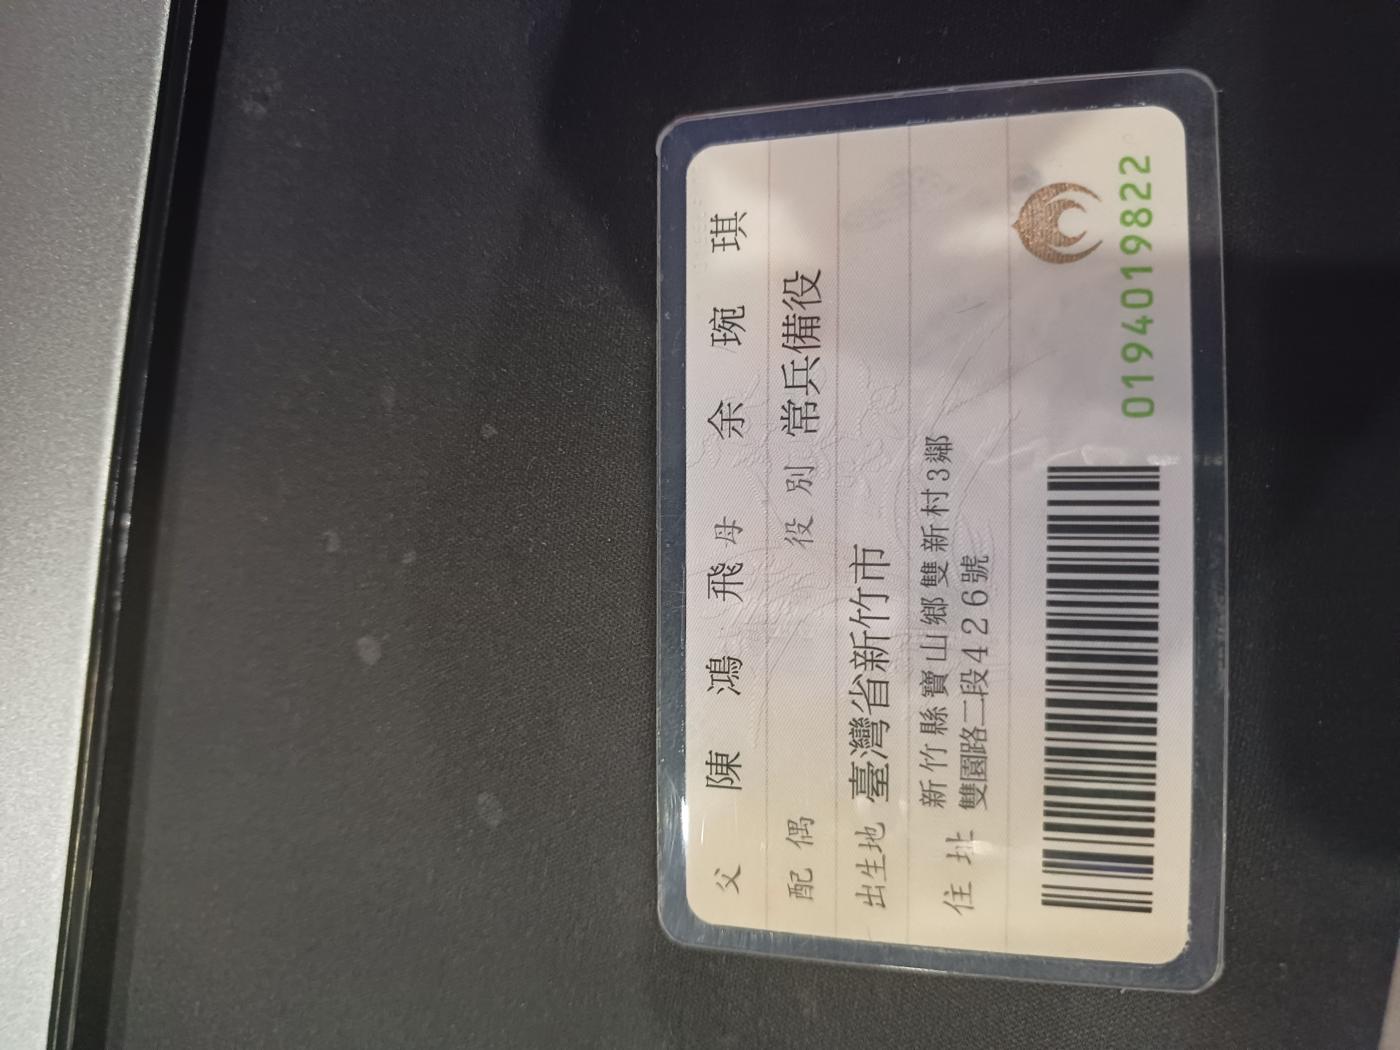 父 陳鴻飛 母 余琬琪
配偶 役別 常兵備役
出生地 臺灣省新竹市
住址 新竹縣寶山鄉雙新村3鄰
雙園路二段426號
0194019822